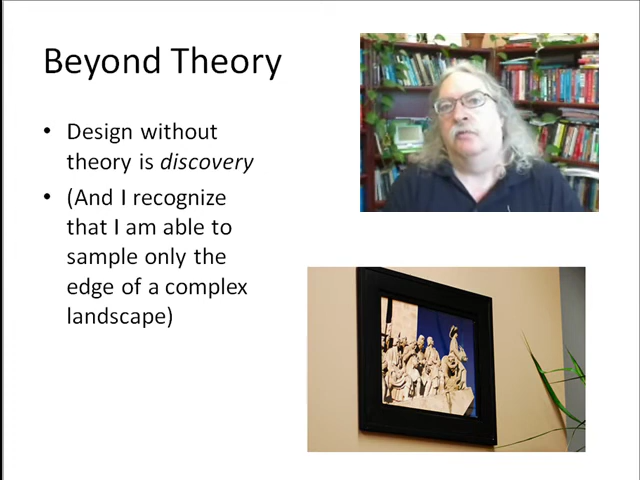 Beyond Theory
• Design without
theory is discovery
• (And I recognize
that I am able to
sample only the
edge of a complex
landscape)